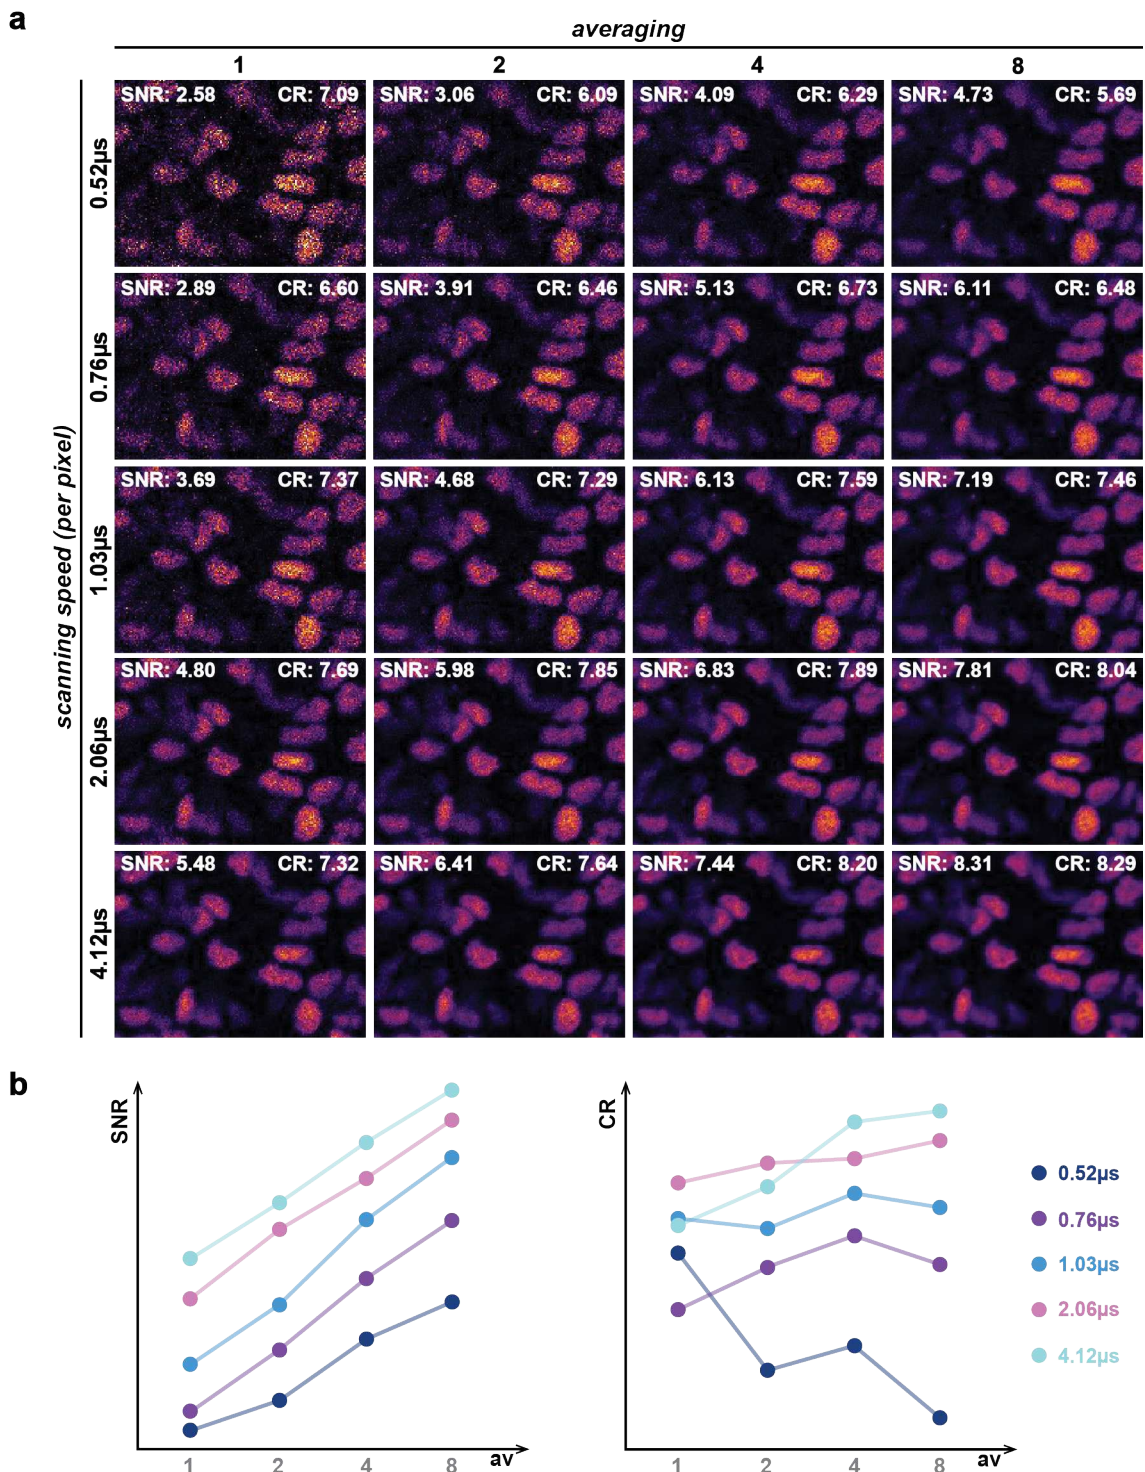 a
averaging
1 2 4 8
scanning speed (per pixel)
0.52µs
SNR: 2.58 CR: 7.09 SNR: 3.06 CR: 6.09 SNR: 4.09 CR: 6.29 SNR: 4.73 CR: 5.69
0.76µs
SNR: 2.89 CR: 6.60 SNR: 3.91 CR: 6.46 SNR: 5.13 CR: 6.73 SNR: 6.11 CR: 6.48
1.03µs
SNR: 3.69 CR: 7.37 SNR: 4.68 CR: 7.29 SNR: 6.13 CR: 7.59 SNR: 7.19 CR: 7.46
2.06µs
SNR: 4.80 CR: 7.69 SNR: 5.98 CR: 7.85 SNR: 6.83 CR: 7.89 SNR: 7.81 CR: 8.04
4.12µs
SNR: 5.48 CR: 7.32 SNR: 6.41 CR: 7.64 SNR: 7.44 CR: 8.20 SNR: 8.31 CR: 8.29
b
SNR
1 2 4 8 av
CR
1 2 4 8 av
0.52µs
0.76µs
1.03µs
2.06µs
4.12µs